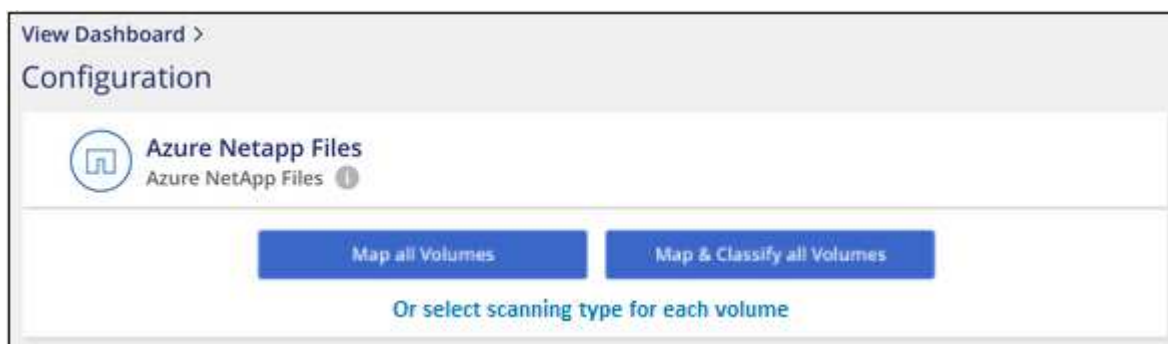 View Dashboard >
Configuration
Azure Netapp Files
Azure NetApp Files
Map all Volumes
Map & Classify all Volumes
Or select scanning type for each volume